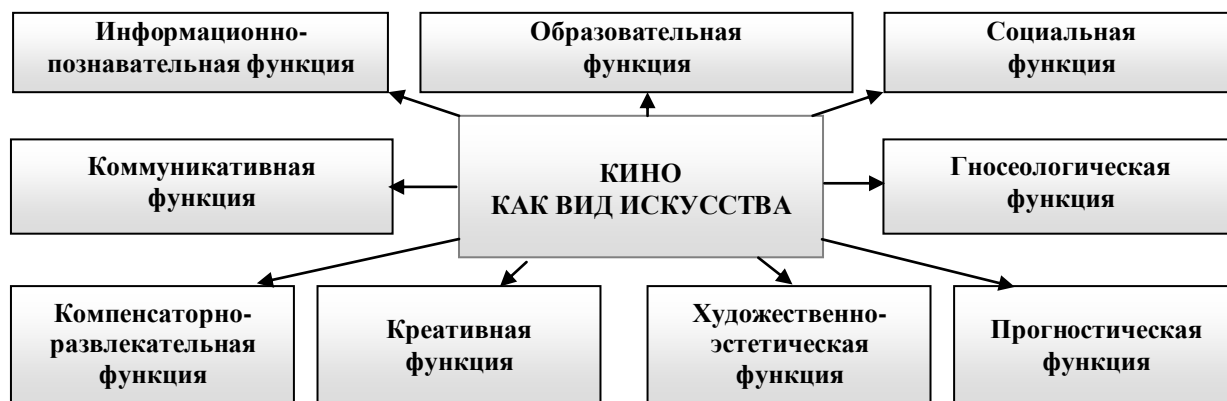 Информационно-
познавательная функция
Образовательная
функция
Социальная
функция
Коммуникативная
функция
КИНО
КАК ВИД ИСКУССТВА
Гносеологическая
функция
Компенсаторно-
развлекательная
функция
Креативная
функция
Художественно-
эстетическая
функция
Прогностическая
функция